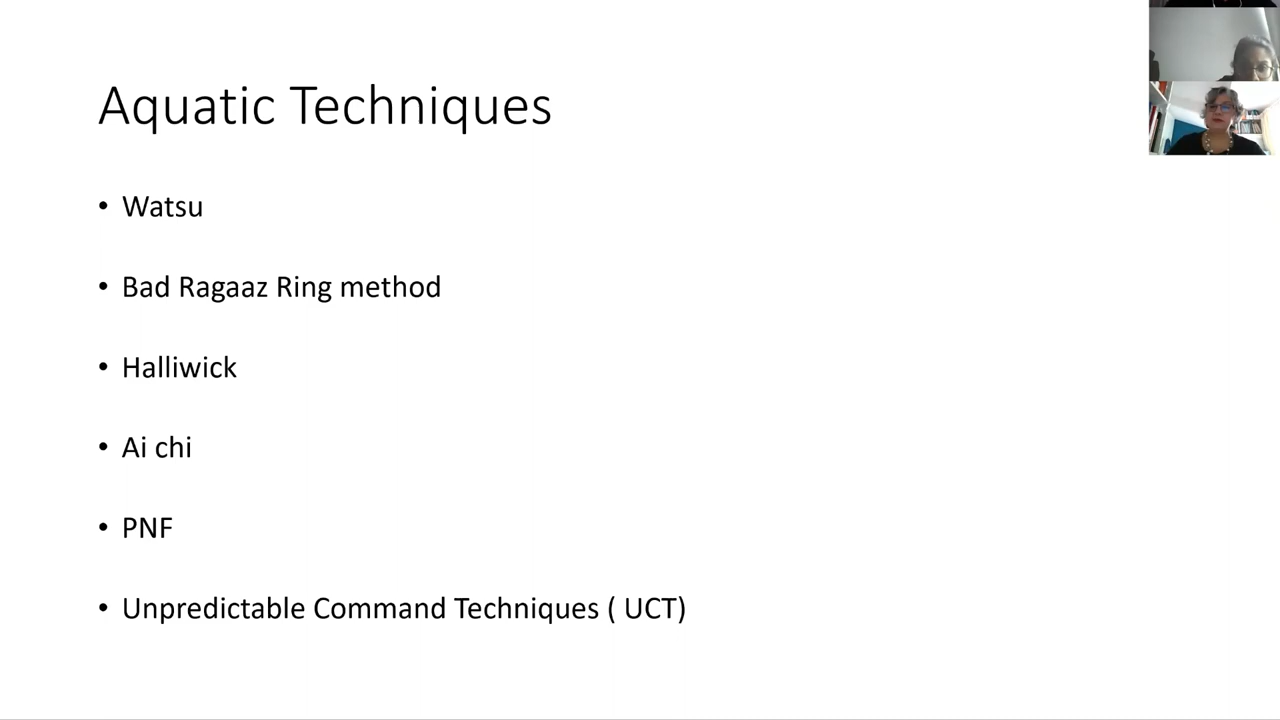 Aquatic Techniques
• Watsu
• Bad Ragaaz Ring method
• Halliwick
• Ai chi
• PNF
• Unpredictable Command Techniques ( UCT)